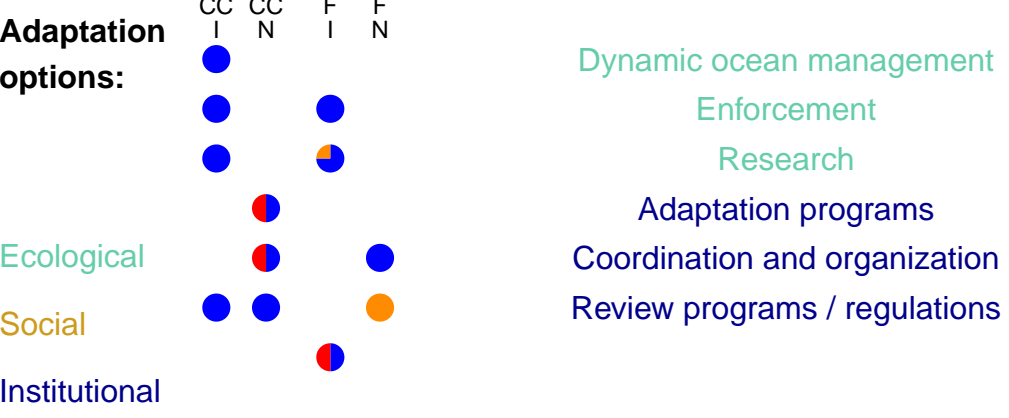 CC CC F F
I N I N
Adaptation
options:
Dynamic ocean management
Enforcement
Research
Adaptation programs
Ecological
Coordination and organization
Review programs / regulations
Social
Institutional